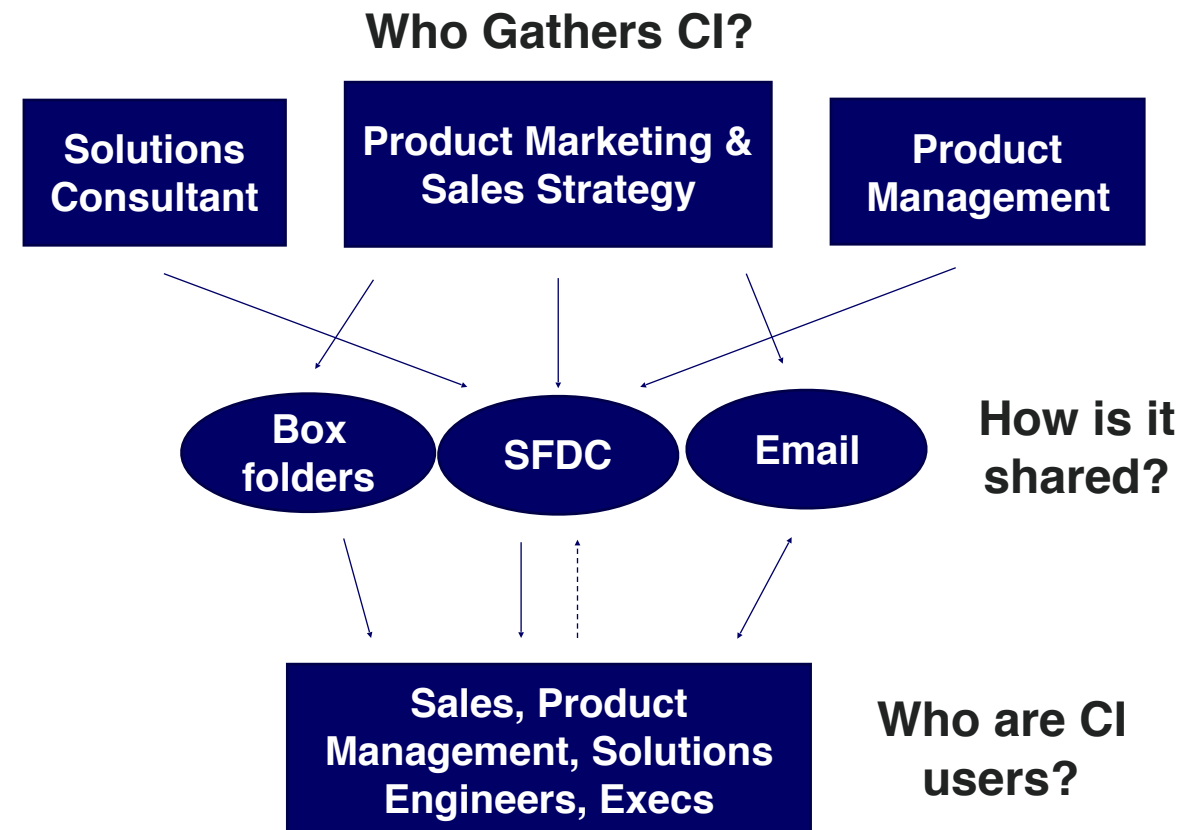 Who Gathers CI?
Solutions
Consultant
Product Marketing &
Sales Strategy
Product
Management
Box
folders
SFDC
Email
How is it
shared?
Sales, Product
Management, Solutions
Engineers, Execs
Who are CI
users?